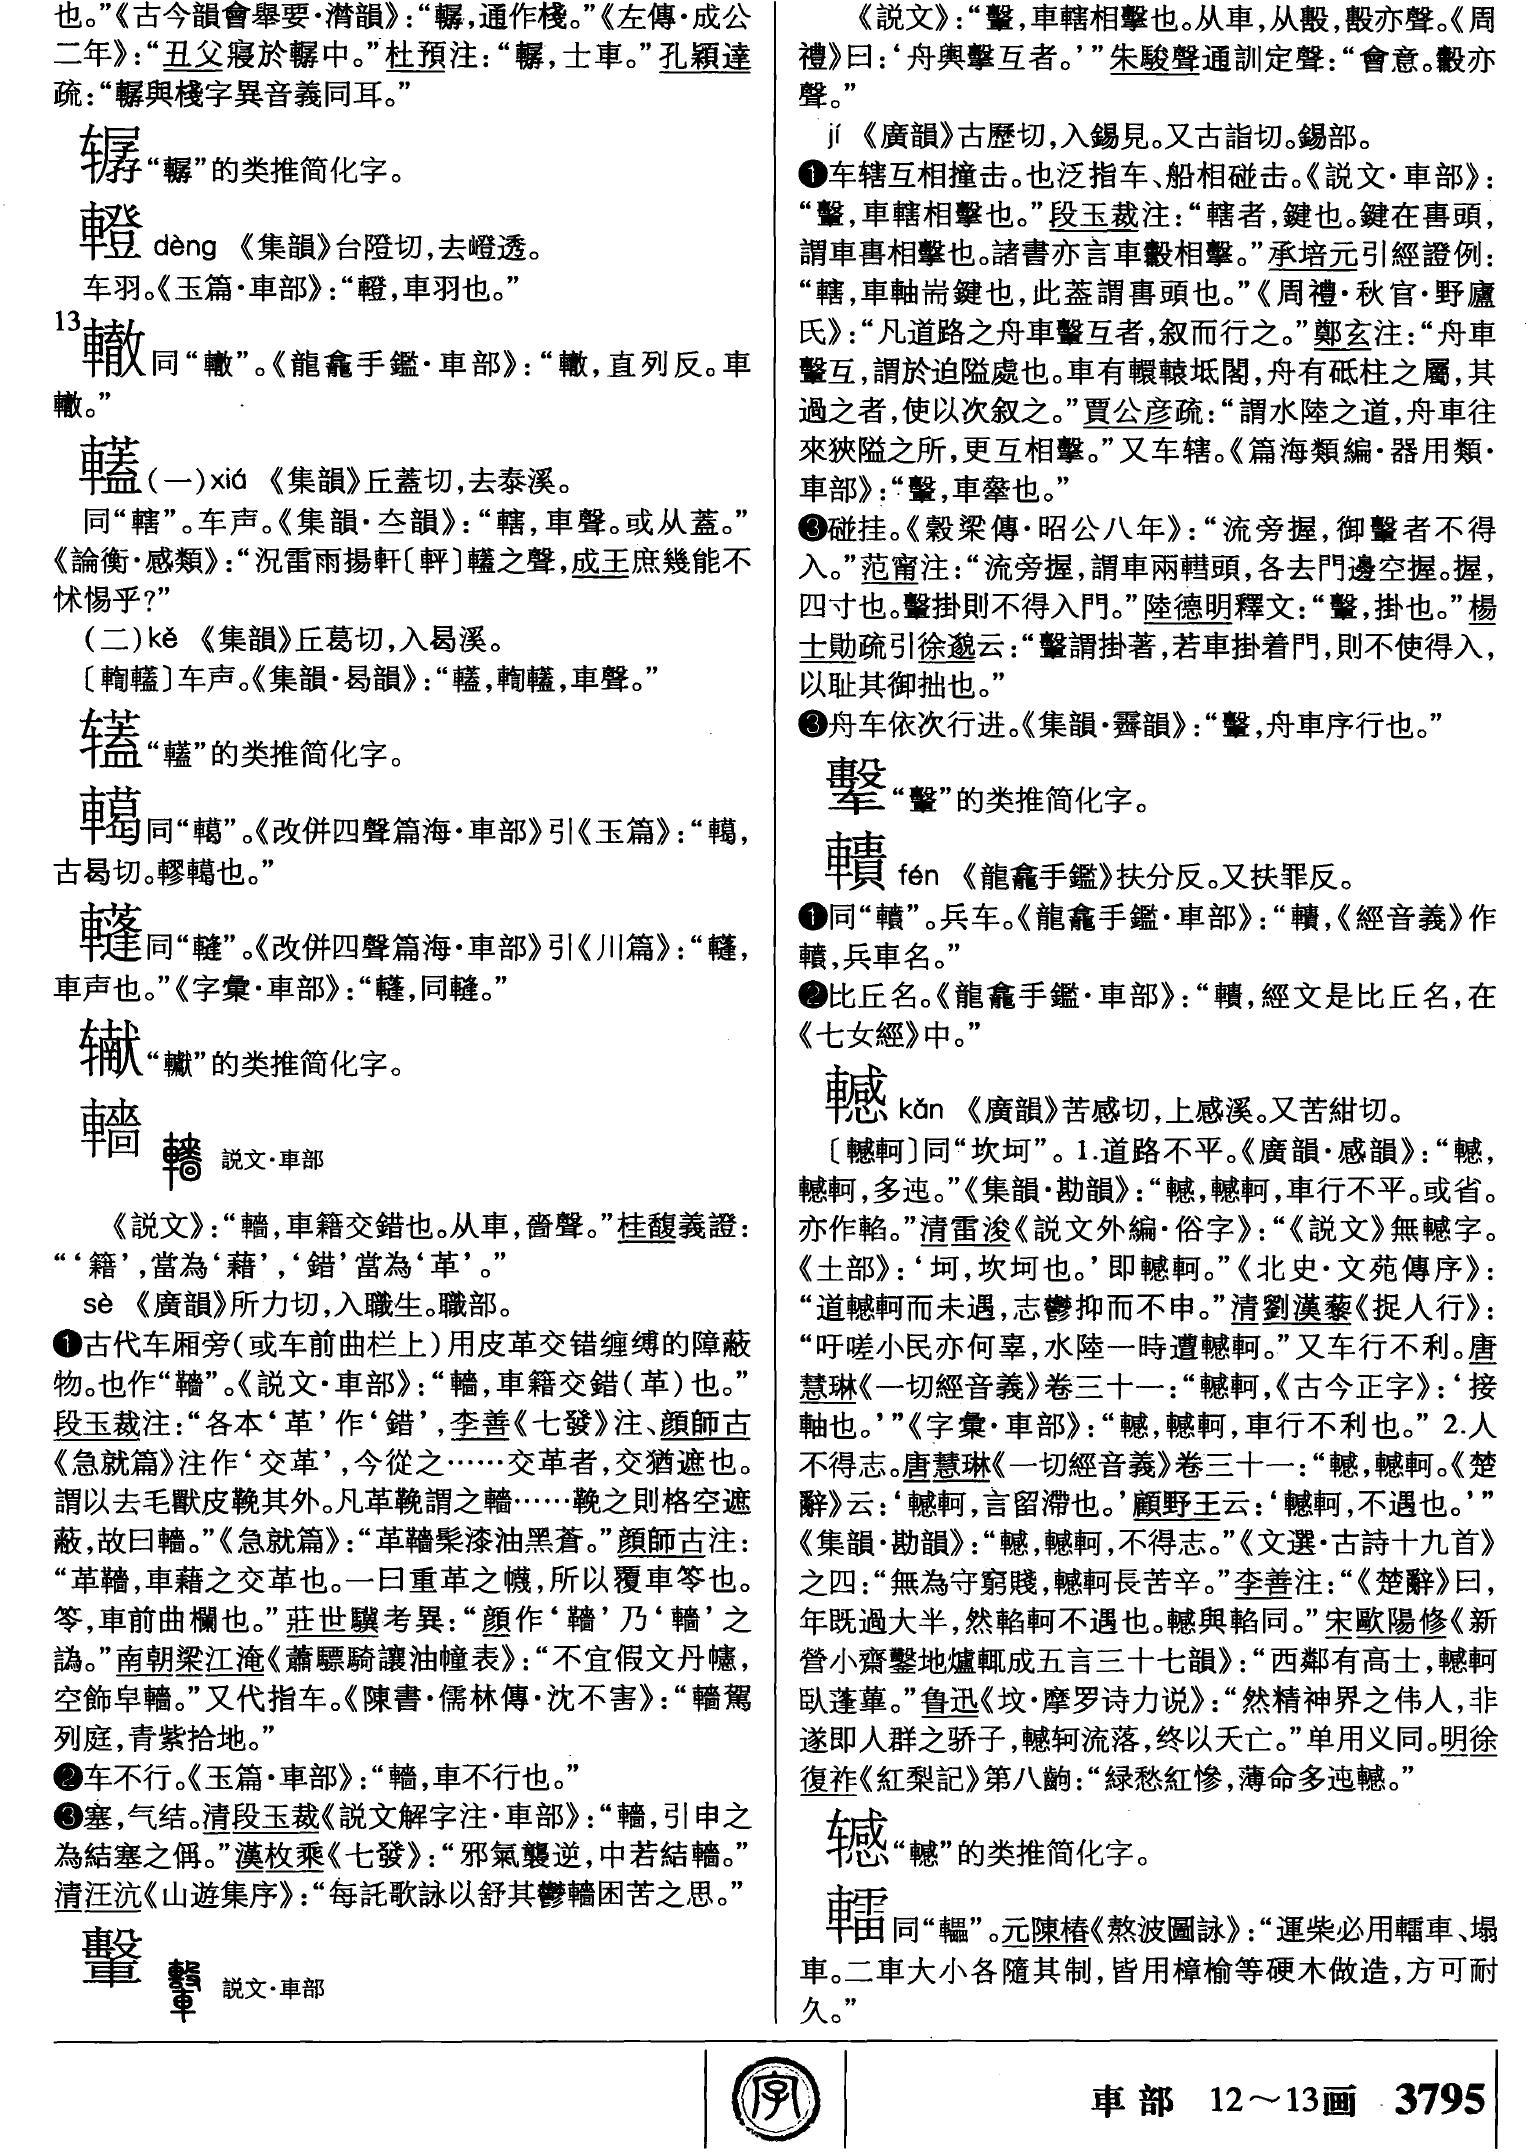 也。”《古今韻會舉要·潸韻》：“轏，通作棧。”《左傳·成公
二年》：“丑父寢於轏中。”杜預注：“轏，士車。”孔穎達
疏：“轏與棧字異音義同耳。”
“轏”的类推简化字。
䡴 dèng 《集韻》台隥切，去嶝透。
车羽。《玉篇·車部》：“䡴，車羽也。”
13
同“轍”。《龍龕手鑑·車部》：“轍，直列反。車
轍。”
轚(一)xiá 《集韻》丘蓋切，去泰溪。
同“轄”。车声。《集韻·夳韻》：“轄，車聲。或从蓋。”
《論衡·感類》：“況雷雨揚軒〔軯〕䡷之聲，成王庶幾能不
怵惕乎？”
(二)kě 《集韻》丘葛切，入曷溪。
〔䡘䡷〕车声。《集韻·曷韻》：“䡷，䡘䡷，車聲。”
“䡷”的类推简化字。
同“轕”。《改併四聲篇海·車部》引《玉篇》：“轕，
古曷切。轇轕也。”
同“䡫”。《改併四聲篇海·車部》引《川篇》：“，
車声也。”《字彙·車部》：“，同䡫。”
“轥”的类推简化字。
轖 説文·車部
《説文》：“轖，車籍交錯也。从車，嗇聲。”桂馥義證：
“‘籍’，當為‘藉’，‘錯’當為‘革’。”
sè 《廣韻》所力切，入職生。職部。
❶古代车厢旁(或车前曲栏上)用皮革交错缠缚的障蔽
物。也作“䪂”。《説文·車部》：“轖，車籍交錯(革)也。”
段玉裁注：“各本‘革’作‘錯’，李善《七發》注、顔師古
《急就篇》注作‘交革’，今從之……交革者，交猶遮也。
謂以去毛獸皮鞔其外。凡革鞔謂之轖……鞔之則格空遮
蔽，故曰轖。”《急就篇》：“革䪂髤漆油黑蒼。”顔師古注：
“革䪂，車藉之交革也。一曰重革之幭，所以覆車笭也。
笭，車前曲欄也。”莊世驥考異：“顔作‘䪂’乃‘轖’之
譌。”南朝梁江淹《蕭驃騎讓油幢表》：“不宜假文丹幰，
空飾皁轖。”又代指车。《陳書·儒林傳·沈不害》：“轖駕
列庭，青紫拾地。”
❷车不行。《玉篇·車部》：“轖，車不行也。”
❸塞，气结。清段玉裁《説文解字注·車部》：“轖，引申之
為結塞之偁。”漢枚乘《七發》：“邪氣襲逆，中若結轖。”
清汪沆《山遊集序》：“每託歌詠以舒其鬱轖困苦之思。”
轚 説文·車部
《説文》：“轚，車轄相擊也。从車，从毄，毄亦聲。《周
禮》曰：‘舟輿擊互者。’”朱駿聲通訓定聲：“會意。毄亦
聲。”
jí 《廣韻》古歷切，入錫見。又古詣切。錫部。
❶车辖互相撞击。也泛指车、船相碰击。《説文·車部》：
“轚，車轄相擊也。”段玉裁注：“轄者，鍵也。鍵在軎頭，
謂車軎相擊也。諸書亦言車轂相擊。”承培元引經證例：
“轄，車軸耑鍵也，此葢謂軎頭也。”《周禮·秋官·野廬
氏》：“凡道路之舟車轚互者，叙而行之。”鄭玄注：“舟車
轚互，謂於迫隘處也。車有轘轅坻閣，舟有砥柱之屬，其
過之者，使以次叙之。”賈公彦疏：“謂水陸之道，舟車往
來狹隘之所，更互相擊。”又车辖。《篇海類編·器用類·
車部》：“轚，車舝也。”
❸碰挂。《穀梁傳·昭公八年》：“流旁握，御轚者不得
入。”范甯注：“流旁握，謂車兩轊頭，各去門邊空握。握，
四寸也。轚掛則不得入門。”陸德明釋文：“轚，掛也。”楊
士勛疏引徐邈云：“轚謂掛著，若車掛着門，則不使得入，
以耻其御拙也。”
❸舟车依次行进。《集韻·霽韻》：“轚，舟車序行也。”
“轚”的类推简化字。
轒 fén 《龍龕手鑑》扶分反。又扶罪反。
❶同“轒”。兵车。《龍龕手鑑·車部》：“轒，《經音義》作
轒，兵車名。”
❷比丘名。《龍龕手鑑·車部》：“轒，經文是比丘名，在
《七女經》中。”
轗 kǎn 《廣韻》苦感切，上感溪。又苦紺切。
〔轗軻〕同“坎坷”。1.道路不平。《廣韻·感韻》：“轗，
轗軻，多迍。”《集韻·勘韻》：“轗，轗軻，車行不平。或省。
亦作輡。”清雷浚《説文外編·俗字》：“《説文》無轗字。
《土部》：‘坷，坎坷也。’即轗軻。”《北史·文苑傳序》：
“道轗軻而未遇，志鬱抑而不申。”清劉漢藜《捉人行》：
“吁嗟小民亦何辜，水陸一時遭轗軻。”又车行不利。唐
慧琳《一切經音義》卷三十一：“轗軻，《古今正字》：‘接
軸也。’”《字彙·車部》：“轗，轗軻，車行不利也。” 2.人
不得志。唐慧琳《一切經音義》卷三十一：“轗，轗軻。《楚
辭》云：‘轗軻，言留滯也。’顧野王云：‘轗軻，不遇也。’”
《集韻·勘韻》：“轗，轗軻，不得志。”《文選·古詩十九首》
之四：“無為守窮賤，轗軻長苦辛。”李善注：“《楚辭》曰，
年既過大半，然輡軻不遇也。轗與輡同。”宋歐陽修《新
營小齋鑿地爐輒成五言三十七韻》：“西鄰有高士，轗軻
臥蓬蓽。”鲁迅《坟·摩罗诗力说》：“然精神界之伟人，非
遂即人群之骄子，轗轲流落，终以夭亡。”单用义同。明徐
復祚《紅梨記》第八齣：“緑愁紅慘，薄命多迍轗。”
“轗”的类推简化字。
轠 同“轠”。元陳椿《熬波圖詠》：“運柴必用轠車、塌
車。二車大小各隨其制，皆用樟榆等硬木做造，方可耐
久。”
字
車部 12～13画 3795